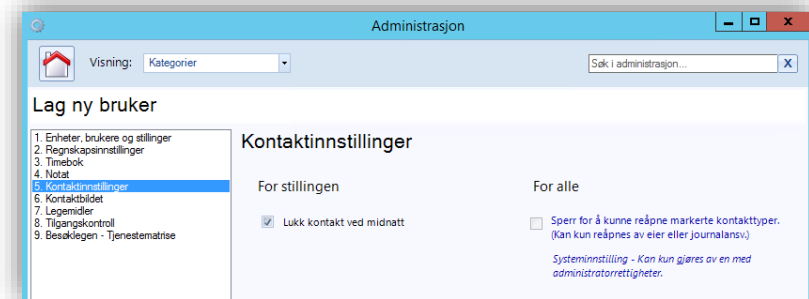 Administrasjon
Visning: Kategorier
Søk i administrasjon... X
Lag ny bruker
1. Enheter, brukere og stillinger
2. Regnskapsinnstillinger
3. Timebok
4. Notat
5. Kontaktinnstillinger
6. Kontaktbildet
7. Legemidler
8. Tilgangskontroll
9. Besøklegen - Tjenestematrise
Kontaktinnstillinger
For stillingen
Lukk kontakt ved midnatt
For alle
Sperr for å kunne reåpne markerte kontakttyper.
(Kan kun reåpnes av eier eller journalansv.)
Systeminnstilling - Kan kun gjøres av en med
administratorrettigheter.